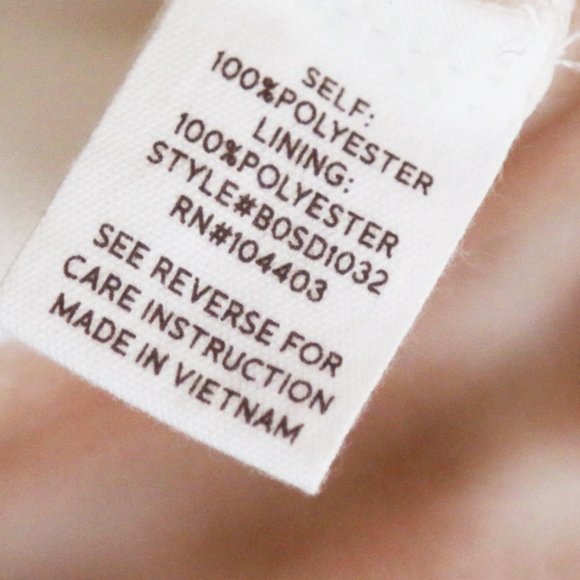 SELF:
100%POLYESTER
LINING:
100%POLYESTER
STYLE#B0SD1032
RN#104403
SEE REVERSE FOR
CARE INSTRUCTION
MADE IN VIETNAM